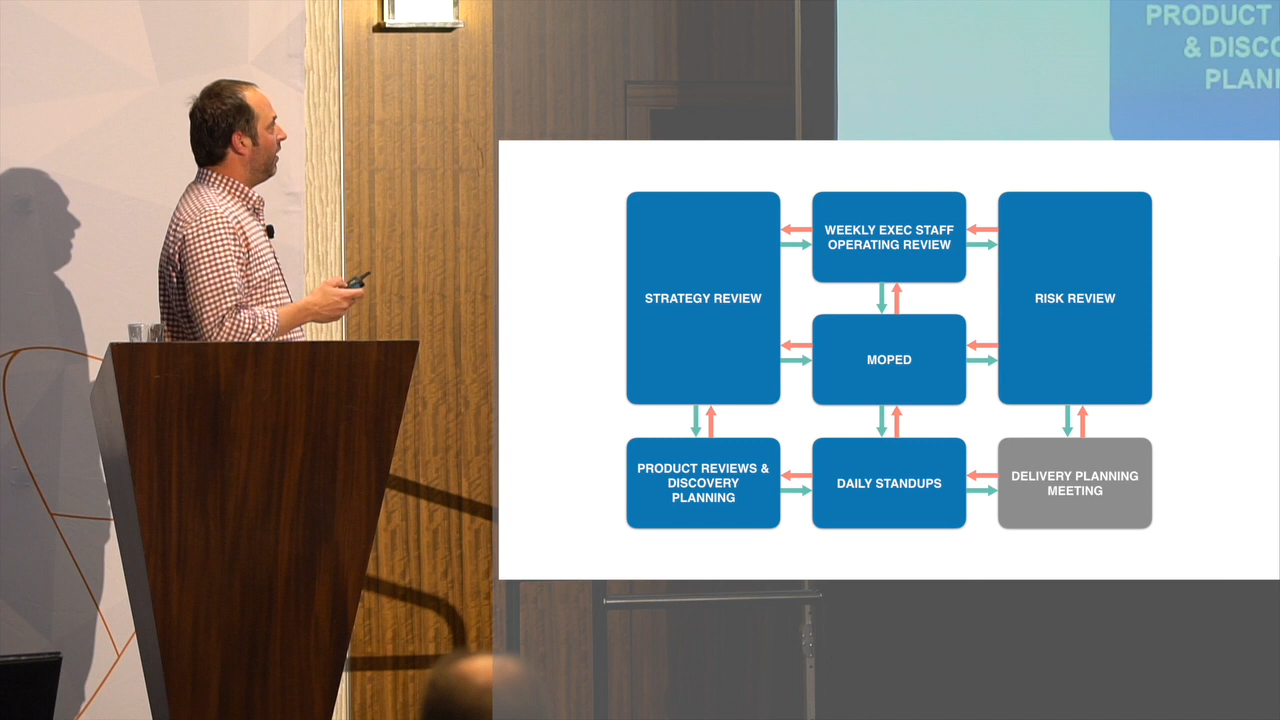 PRODUCT
& DISCO
PLAN
WEEKLY EXEC STAFF
OPERATING REVIEW
STRATEGY REVIEW
RISK REVIEW
MOPED
PRODUCT REVIEWS &
DISCOVERY
PLANNING
DAILY STANDUPS
DELIVERY PLANNING
MEETING